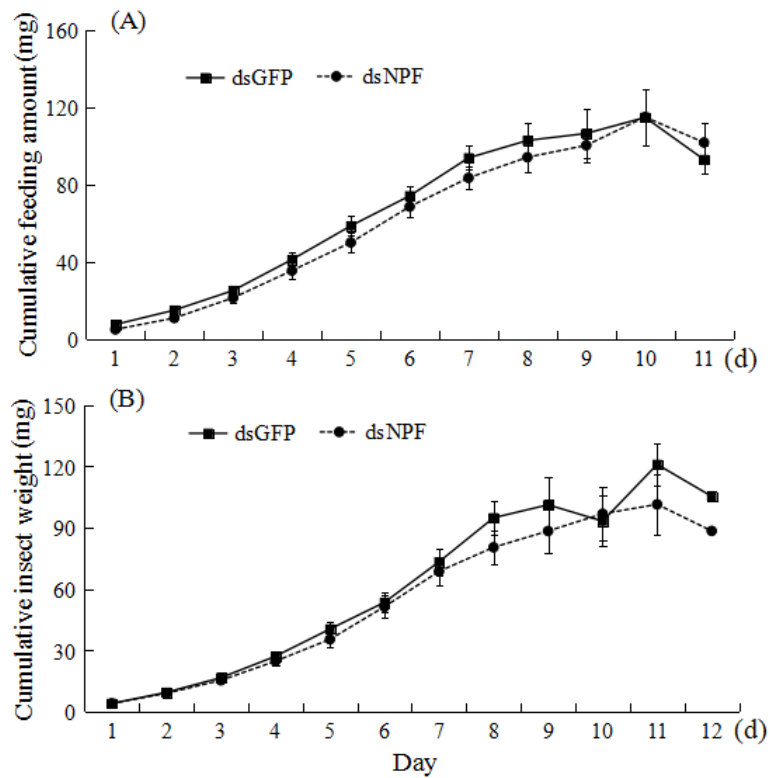 (A)
Cumulative feeding amount (mg)
160
120
80
40
0
dsGFP dsNPF
1 2 3 4 5 6 7 8 9 10 11 (d)
(B)
Cumulative insect weight (mg)
150
120
90
60
30
0
dsGFP dsNPF
1 2 3 4 5 6 7 8 9 10 11 12 (d)
Day